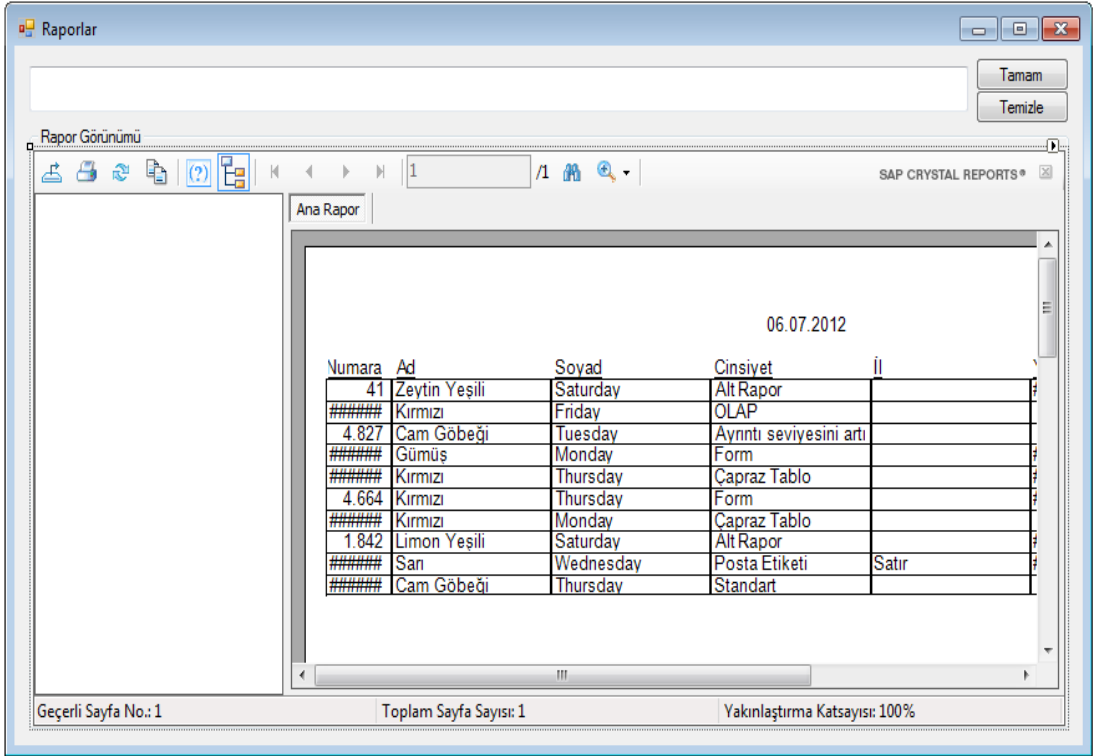 Raporlar
Tamam
Temizle
Rapor Görünümü
1 /1 SAP CRYSTAL REPORTS®
Ana Rapor
06.07.2012
Numara Ad Soyad Cinsiyet İl
41 Zeytin Yeşili Saturday Alt Rapor
###### Kırmızı Friday OLAP
4.827 Cam Göbeği Tuesday Ayrıntı seviyesini artı
###### Gümüş Monday Form
###### Kırmızı Thursday Çapraz Tablo
4.664 Kırmızı Thursday Form
###### Kırmızı Monday Çapraz Tablo
1.842 Limon Yeşili Saturday Alt Rapor
###### Sarı Wednesday Posta Etiketi Satır
###### Cam Göbeği Thursday Standart
Geçerli Sayfa No.: 1 Toplam Sayfa Sayısı: 1 Yakınlaştırma Katsayısı: 100%